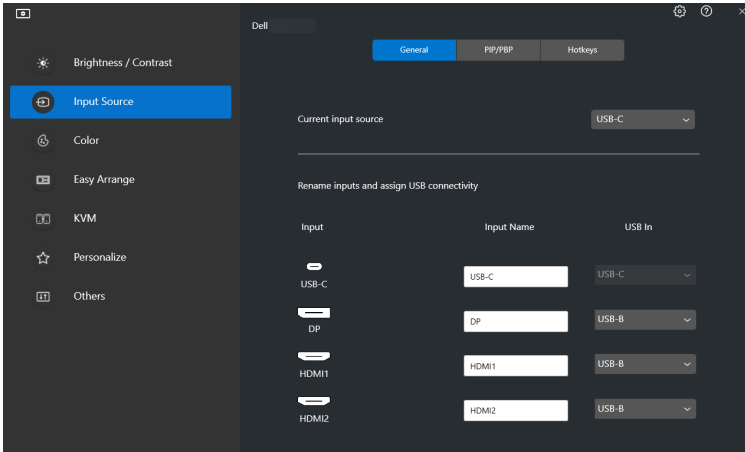 Dell
General PIP/PBP Hotkeys
Brightness / Contrast
Input Source
Color
Easy Arrange
KVM
Personalize
Others
Current input source USB-C
Rename inputs and assign USB connectivity
Input Input Name USB In
USB-C USB-C USB-C
DP DP USB-B
HDMI1 HDMI1 USB-B
HDMI2 HDMI2 USB-B